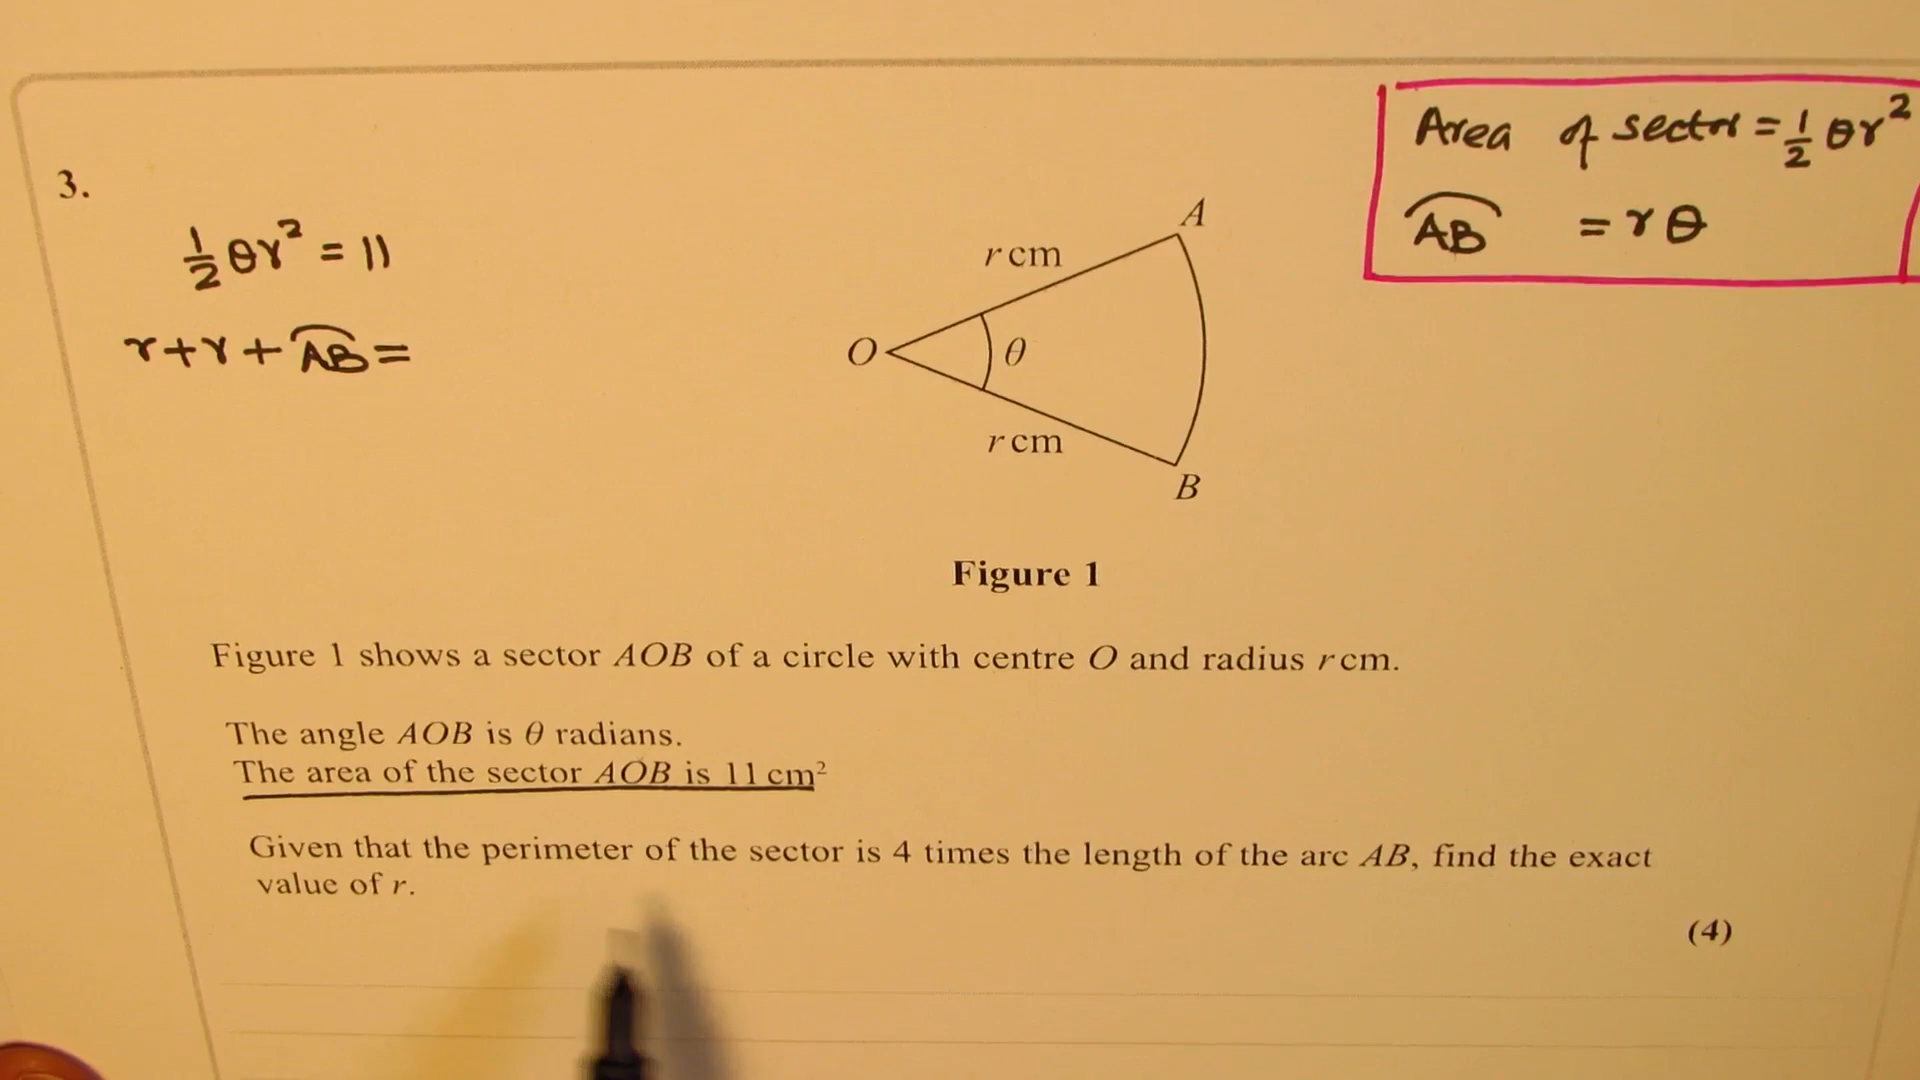 3.
½θr² = 11
r+r+AB=
Area of sector = ½ θr²
AB = rθ
A
r cm
O
θ
r cm
B
Figure 1
Figure 1 shows a sector AOB of a circle with centre O and radius r cm.
The angle AOB is θ radians.
The area of the sector AOB is 11 cm²
Given that the perimeter of the sector is 4 times the length of the arc AB, find the exact
value of r.
(4)